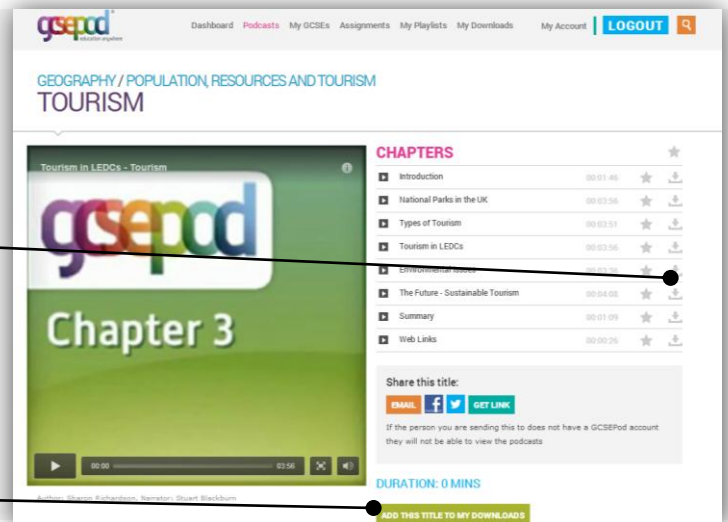 gcsepod
education anywhere
Dashboard Podcasts My GCSEs Assignments My Playlists My Downloads My Account LOGOUT
GEOGRAPHY / POPULATION, RESOURCES AND TOURISM
TOURISM
Tourism in LEDCs - Tourism
gcsepod
Chapter 3
00:00 03:56
Author: Sharon Richardson, Narrator: Stuart Blackburn
CHAPTERS
Introduction 00:01:46
National Parks in the UK 00:03:56
Types of Tourism 00:03:51
Tourism in LEDCs 00:03:56
Environmental Issues 00:03:36
The Future - Sustainable Tourism 00:04:08
Summary 00:01:09
Web Links 00:00:26
Share this title:
EMAIL GET LINK
If the person you are sending this to does not have a GCSEPod account
they will not be able to view the podcasts
DURATION: 0 MINS
ADD THIS TITLE TO MY DOWNLOADS